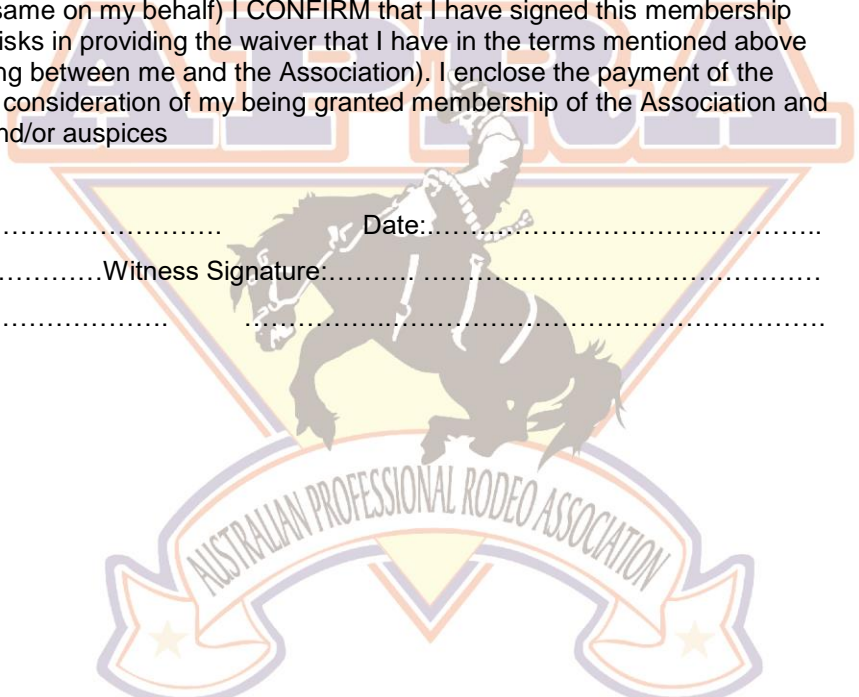 same on my behalf) I CONFIRM that I have signed this membership
isks in providing the waiver that I have in the terms mentioned above
ng between me and the Association). I enclose the payment of the
consideration of my being granted membership of the Association and
nd/or auspices
APRA
…………………….. Date:……………………………………..
…………Witness Signature:………. …………………………………
………………. ……………..………………………..……………….
AUSTRALIAN PROFESSIONAL RODEO ASSOCIATION